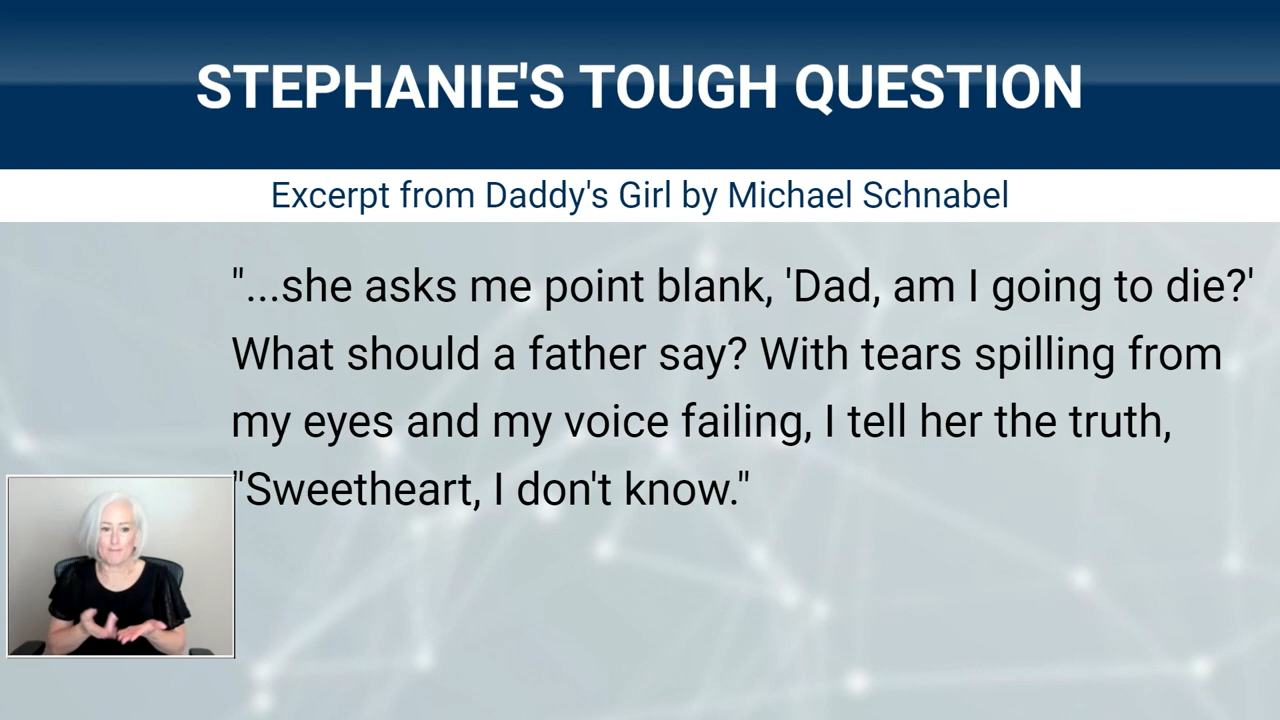 STEPHANIE'S TOUGH QUESTION
Excerpt from Daddy's Girl by Michael Schnabel
"...she asks me point blank, 'Dad, am I going to die?'
What should a father say? With tears spilling from
my eyes and my voice failing, I tell her the truth,
"Sweetheart, I don't know."